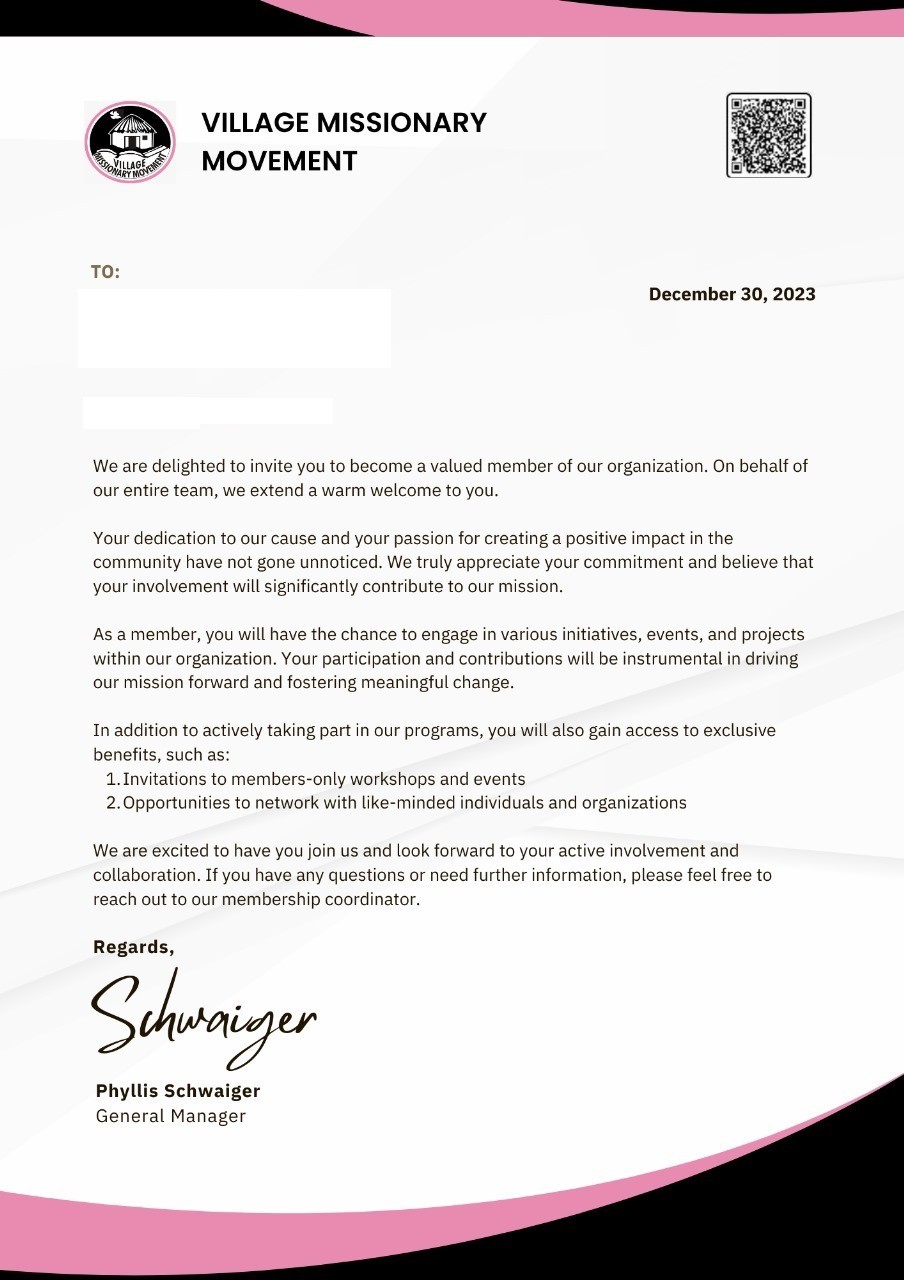 VILLAGE MISSIONARY
MOVEMENT
VILLAGE
MISSIONARY MOVEMENT
TO:
December 30, 2023
We are delighted to invite you to become a valued member of our organization. On behalf of
our entire team, we extend a warm welcome to you.
Your dedication to our cause and your passion for creating a positive impact in the
community have not gone unnoticed. We truly appreciate your commitment and believe that
your involvement will significantly contribute to our mission.
As a member, you will have the chance to engage in various initiatives, events, and projects
within our organization. Your participation and contributions will be instrumental in driving
our mission forward and fostering meaningful change.
In addition to actively taking part in our programs, you will also gain access to exclusive
benefits, such as:
1. Invitations to members-only workshops and events
2. Opportunities to network with like-minded individuals and organizations
We are excited to have you join us and look forward to your active involvement and
collaboration. If you have any questions or need further information, please feel free to
reach out to our membership coordinator.
Regards,
Schwaiger
Phyllis Schwaiger
General Manager